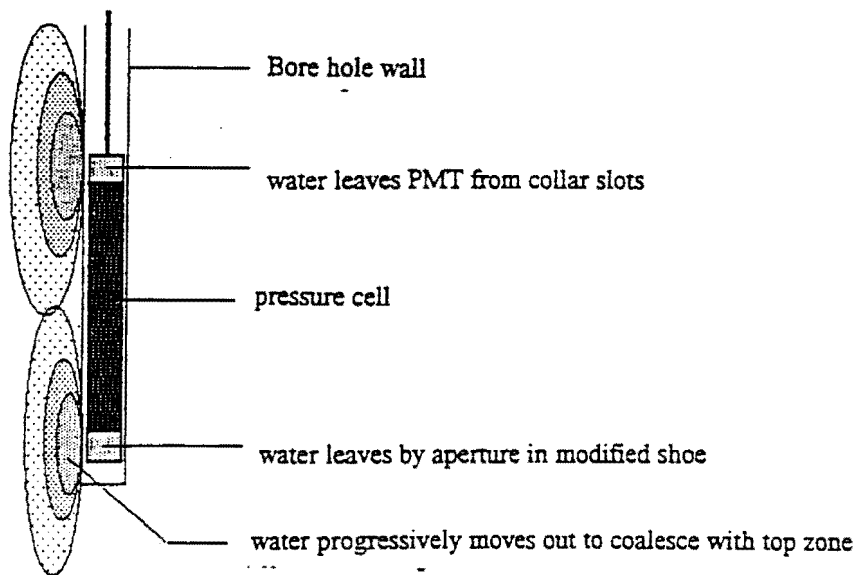 Bore hole wall
water leaves PMT from collar slots
pressure cell
water leaves by aperture in modified shoe
water progressively moves out to coalesce with top zone